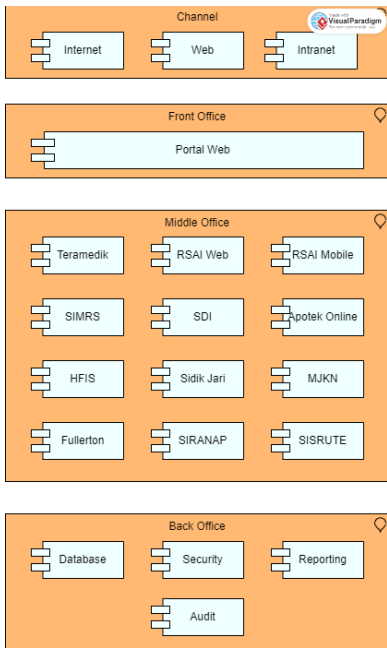 Channel
Made with
VisualParadigm
For non-commercial use
Internet
Web
Intranet
Front Office
Portal Web
Middle Office
Teramedik
RSAI Web
RSAI Mobile
SIMRS
SDI
Apotek Online
HFIS
Sidik Jari
MJKN
Fullerton
SIRANAP
SISRUTE
Back Office
Database
Security
Reporting
Audit